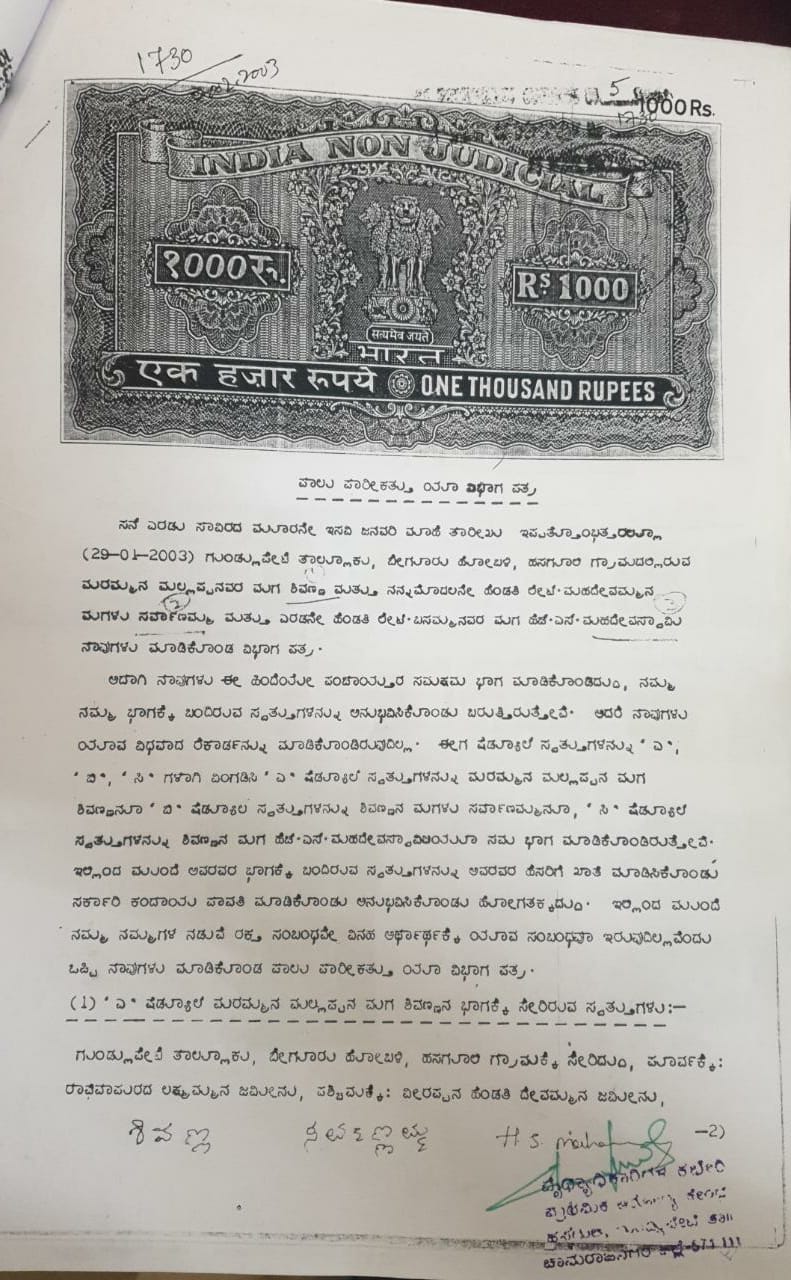 1730
1000Rs.
1730
INDIA NON JUDICIAL
१000रु.
RS 1000
सत्यमेव जयते
भारत
एक हजार रुपये ONE THOUSAND RUPEES
ಪಾಲು ಪಾರೀಕತ್ತು ಯಾ ವಿಭಾಗ ಪತ್ರ
ಸನೆ ಎರಡು ಸಾವಿರದ ಮೂರನೇ ಇಸವಿ ಜನವರಿ ಮಾಹೆ ತಾರೀಖು ಇಪ್ಪತ್ತೊಂಭತ್ತರಲ್ಲೂ
(29-01-2003) ಗುಂಡ್ಲುಪೇಟೆ ತಾಲ್ಲೂಕು, ಬೇಗೂರು ಹೋಬಳಿ, ಹಸಗೂಲಿ ಗ್ರಾಮದಲ್ಲಿರುವ
ಮರಮ್ಮನ ಮಲ್ಲಪ್ಪನವರ ಮಗ ಶಿವಣ್ಣ ಮತ್ತು ನನ್ನಮೊದಲನೇ ಹೆಂಡತಿ ಲೇಟ್ ಮಹದೇವಮ್ಮನ
ಮಗಳು ಸರ್ವಾಣಮ್ಮ ಮತ್ತು ಎರಡನೇ ಹೆಂಡತಿ ಲೇಟ್ ಬಸಮ್ಮನವರ ಮಗ ಹೆಚ್.ಎಸ್.ಮಹದೇವಸ್ವಾಮಿ
ನಾವುಗಳು ಮಾಡಿಕೊಂಡ ವಿಭಾಗ ಪತ್ರ.
ಅದಾಗಿ ನಾವುಗಳು ಈ ಹಿಂದೆಯೇ ಪಂಚಾಯ್ತುರ ಸಮಕ್ಷಮ ಭಾಗ ಮಾಡಿಕೊಂಡಿದ್ದು, ನಮ್ಮ
ನಮ್ಮ ಭಾಗಕ್ಕೆ ಬಂದಿರುವ ಸ್ವತ್ತುಗಳನ್ನು ಅನುಭವಿಸಿಕೊಂಡು ಬರುತ್ತಿರುತ್ತೇವೆ. ಆದರೆ ನಾವುಗಳು
ಯಾವ ವಿಧವಾದ ರೆಕಾರ್ಡನ್ನು ಮಾಡಿಕೊಂಡಿರುವುದಿಲ್ಲ. ಈಗ ಷೆಡ್ಯೂಲ್ ಸ್ವತ್ತುಗಳನ್ನು ' ಎ',
' ಬಿ', ' ಸಿ' ಗಳಾಗಿ ವಿಂಗಡಿಸಿ ' ಎ' ಷೆಡ್ಯೂಲ್ ಸ್ವತ್ತುಗಳನ್ನು ಮರಮ್ಮನ ಮಲ್ಲಪ್ಪನ ಮಗ
ಶಿವಣ್ಣನೂ ' ಬಿ' ಷೆಡ್ಯೂಲ ಸ್ವತ್ತುಗಳನ್ನು ಶಿವಣ್ಣನ ಮಗಳು ಸರ್ವಾಣಮ್ಮನೂ, ' ಸಿ' ಷೆಡ್ಯೂಲ್
ಸ್ವತ್ತುಗಳನ್ನು ಶಿವಣ್ಣನ ಮಗ ಹೆಚ್.ಎಸ್.ಮಹದೇವಸ್ವಾಮಿಯೂ ಸಮ ಭಾಗ ಮಾಡಿಕೊಂಡಿರುತ್ತೇವೆ.
ಇಲ್ಲಿಂದ ಮುಂದೆ ಅವರವರ ಭಾಗಕ್ಕೆ ಬಂದಿರುವ ಸ್ವತ್ತುಗಳನ್ನು ಅವರವರ ಹೆಸರಿಗೆ ಖಾತೆ ಮಾಡಿಸಿಕೊಂಡು
ಸರ್ಕಾರಿ ಕಂದಾಯ ಪಾವತಿ ಮಾಡಿಕೊಂಡು ಅನುಭವಿಸಿಕೊಂಡು ಹೋಗತಕ್ಕದ್ದು. ಇಲ್ಲಿಂದ ಮುಂದೆ
ನಮ್ಮ ನಮ್ಮಗಳ ನಡುವೆ ರಕ್ತ ಸಂಬಂಧವೇ ವಿನಹ ಅರ್ಥಾರ್ಥಕ್ಕೆ ಯಾವ ಸಂಬಂಧವೂ ಇರುವುದಿಲ್ಲವೆಂದು
ಒಪ್ಪಿ ನಾವುಗಳು ಮಾಡಿಕೊಂಡ ಪಾಲು ಪಾರೀಕತ್ತು ಯಾ ವಿಭಾಗ ಪತ್ರ.
(1) ' ಎ' ಷೆಡ್ಯೂಲ್ ಮರಮ್ಮನ ಮಲ್ಲಪ್ಪನ ಮಗ ಶಿವಣ್ಣನ ಭಾಗಕ್ಕೆ ಸೇರಿರುವ ಸ್ವತ್ತುಗಳು:-
ಗುಂಡ್ಲುಪೇಟೆ ತಾಲ್ಲೂಕು, ಬೇಗೂರು ಹೋಬಳಿ, ಹಸಗೂಲಿ ಗ್ರಾಮಕ್ಕೆ ಸೇರಿದ್ದು, ಪೂರ್ವಕ್ಕೆ:
ರಾಘವಾಪುರದ ಲಕ್ಷ್ಮಮ್ಮನ ಜಮೀನು, ಪಶ್ಚಿಮಕ್ಕೆ: ವೀರಪ್ಪನ ಹೆಂಡತಿ ದೇವಮ್ಮನ ಜಮೀನು,
ಶಿವಣ್ಣ
H S
-2)
ಪ್ರಾಥಮಿಕ